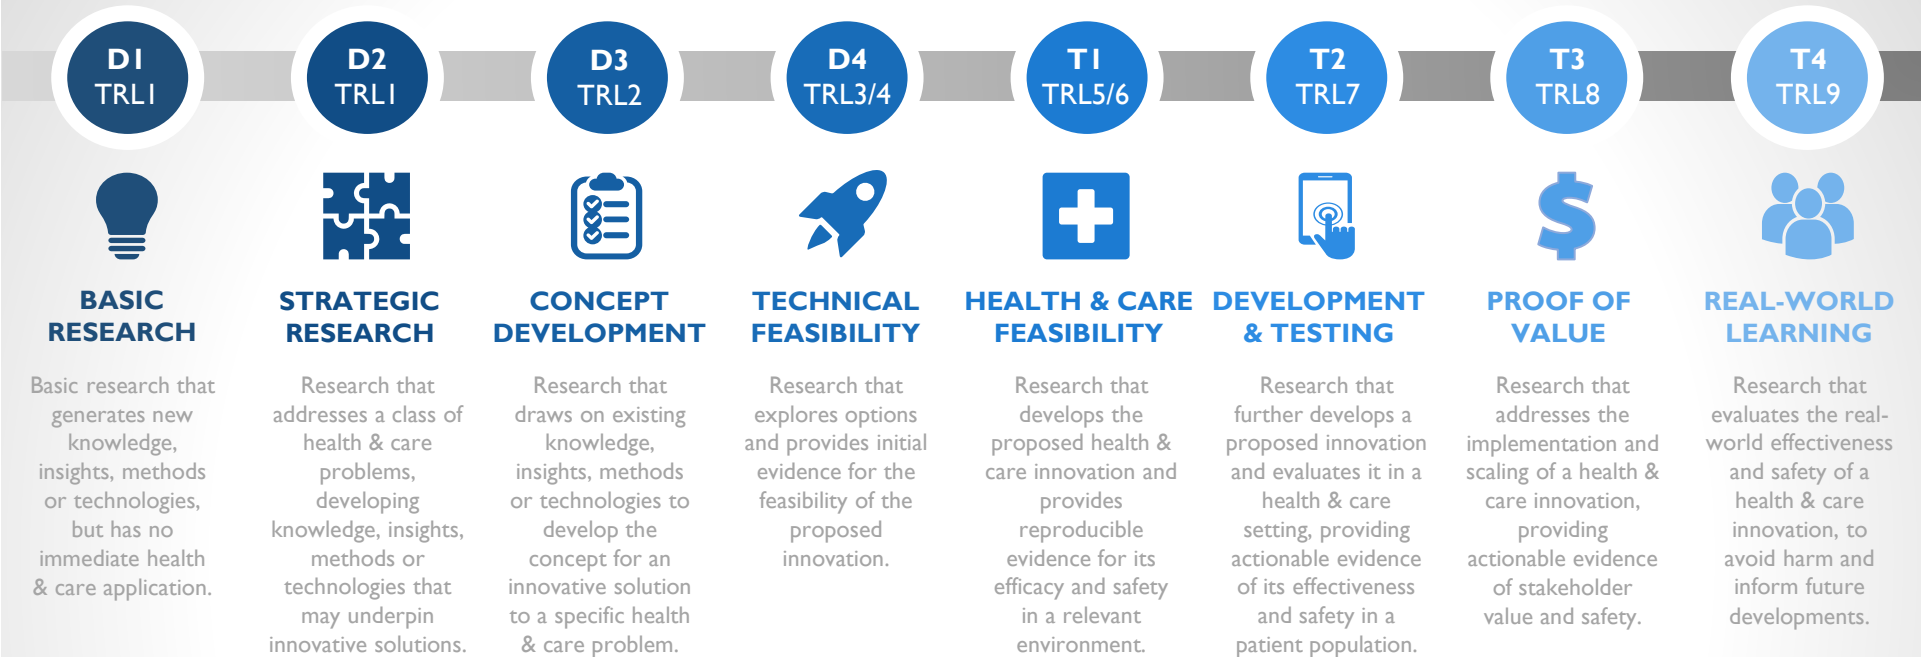 D1
TRL1
D2
TRL1
D3
TRL2
D4
TRL3/4
T1
TRL5/6
T2
TRL7
T3
TRL8
T4
TRL9
BASIC
RESEARCH
Basic research that
generates new
knowledge,
insights, methods
or technologies,
but has no
immediate health
& care application.
STRATEGIC
RESEARCH
Research that
addresses a class of
health & care
problems,
developing
knowledge, insights,
methods or
technologies that
may underpin
innovative solutions.
CONCEPT
DEVELOPMENT
Research that
draws on existing
knowledge,
insights, methods
or technologies to
develop the
concept for an
innovative solution
to a specific health
& care problem.
TECHNICAL
FEASIBILITY
Research that
explores options
and provides initial
evidence for the
feasibility of the
proposed
innovation.
HEALTH & CARE
FEASIBILITY
Research that
develops the
proposed health &
care innovation and
provides
reproducible
evidence for its
efficacy and safety
in a relevant
environment.
DEVELOPMENT
& TESTING
Research that
further develops a
proposed innovation
and evaluates it in a
health & care
setting, providing
actionable evidence
of its effectiveness
and safety in a
patient population.
$
PROOF OF
VALUE
Research that
addresses the
implementation and
scaling of a health &
care innovation,
providing
actionable evidence
of stakeholder
value and safety.
REAL-WORLD
LEARNING
Research that
evaluates the real-
world effectiveness
and safety of a
health & care
innovation, to
avoid harm and
inform future
developments.